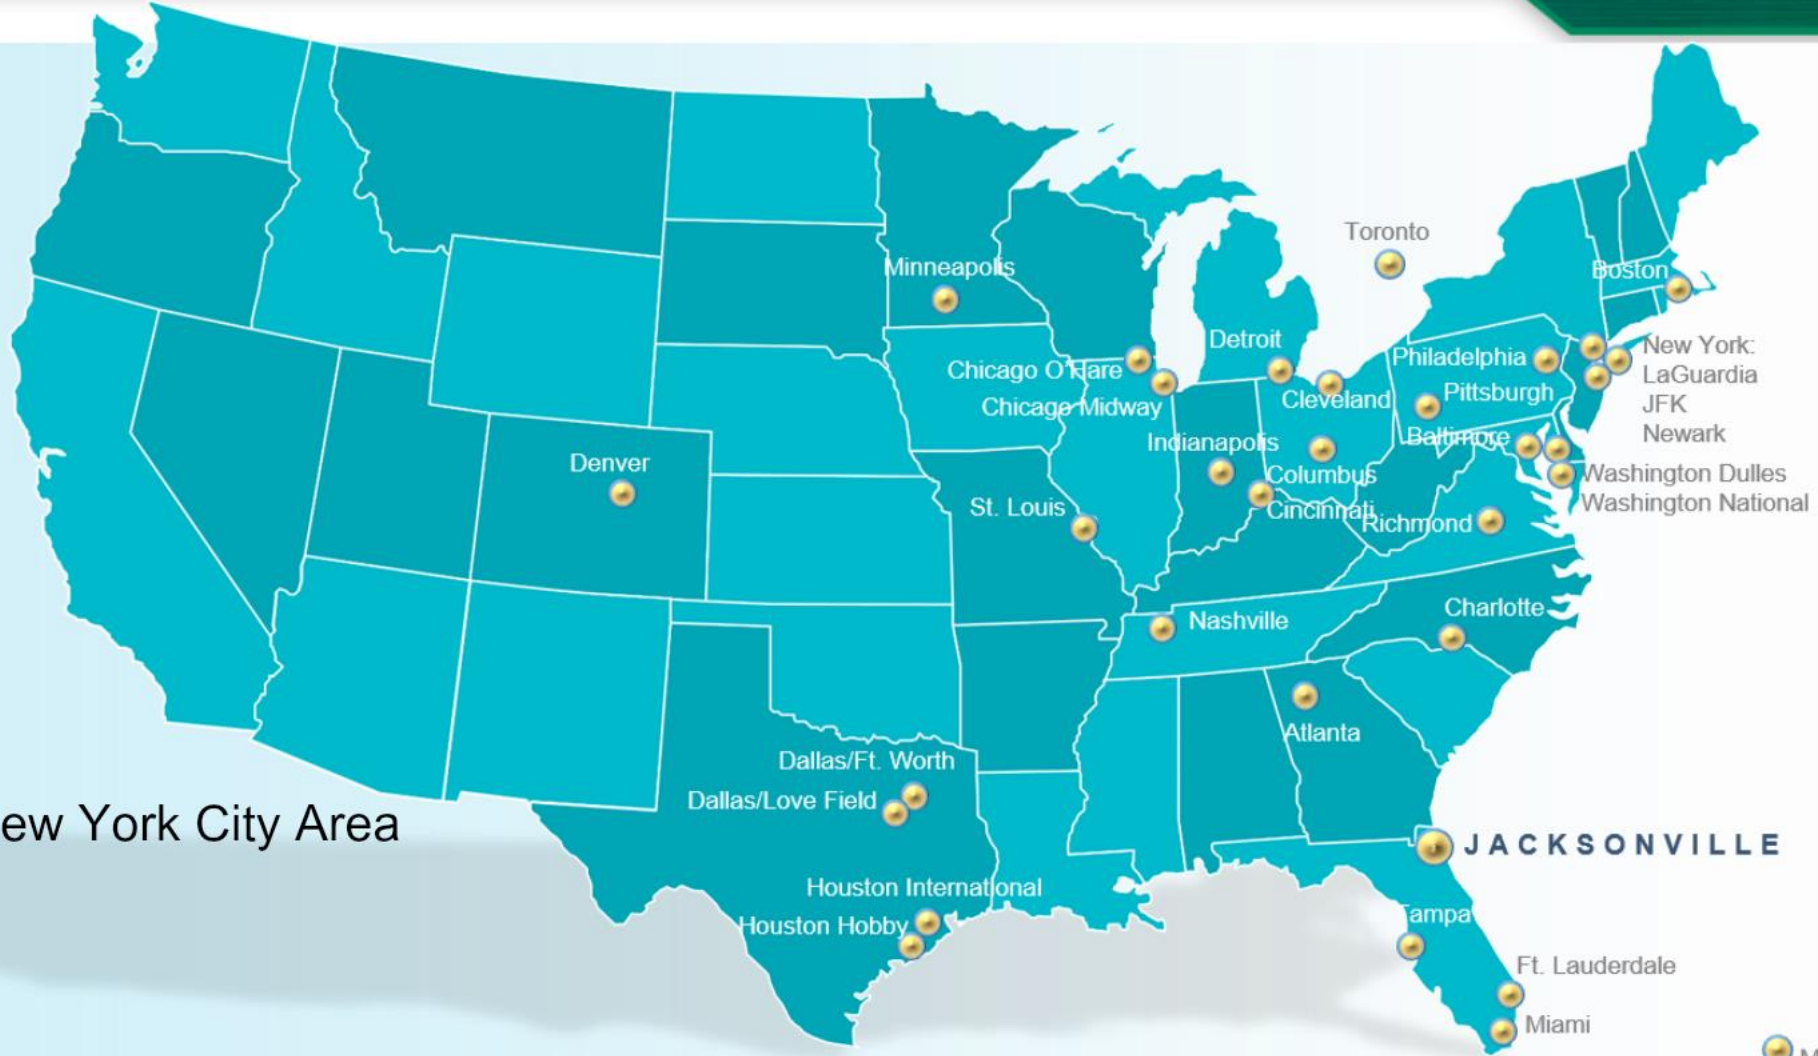 Toronto
Minneapolis
Boston
Detroit
New York:
LaGuardia
JFK
Newark
Philadelphia
Chicago O'Hare
Pittsburgh
Cleveland
Chicago Midway
Baltimore
Indianapolis
Denver
Columbus
Washington Dulles
Washington National
St. Louis
Cincinnati
Richmond
Charlotte
Nashville
Atlanta
Dallas/Ft. Worth
Dallas/Love Field
ew York City Area
JACKSONVILLE
Houston International
Tampa
Houston Hobby
Ft. Lauderdale
Miami